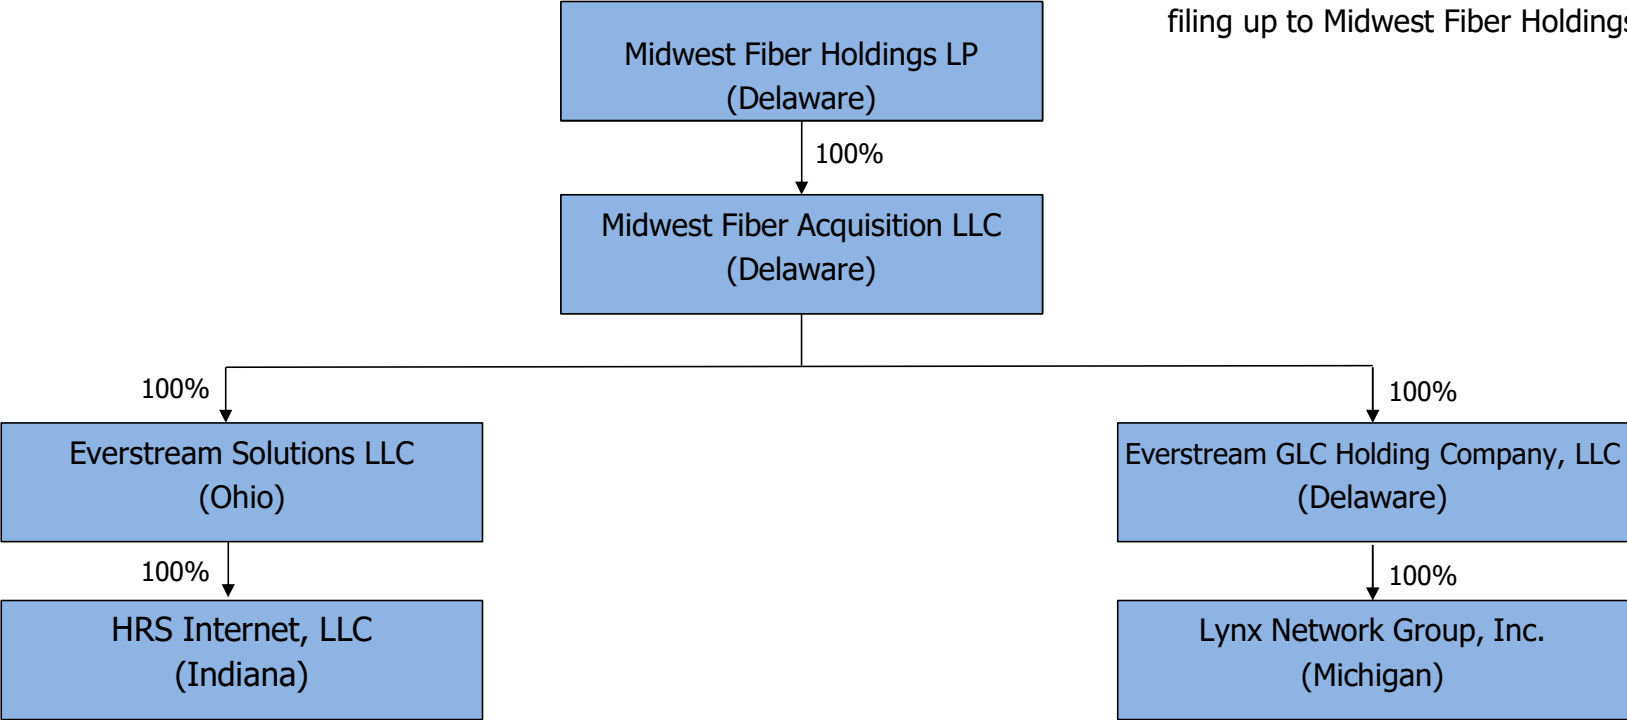 filing up to Midwest Fiber Holdings
Midwest Fiber Holdings LP
(Delaware)
100%
Midwest Fiber Acquisition LLC
(Delaware)
100%
100%
Everstream Solutions LLC
(Ohio)
Everstream GLC Holding Company, LLC
(Delaware)
100%
100%
HRS Internet, LLC
(Indiana)
Lynx Network Group, Inc.
(Michigan)